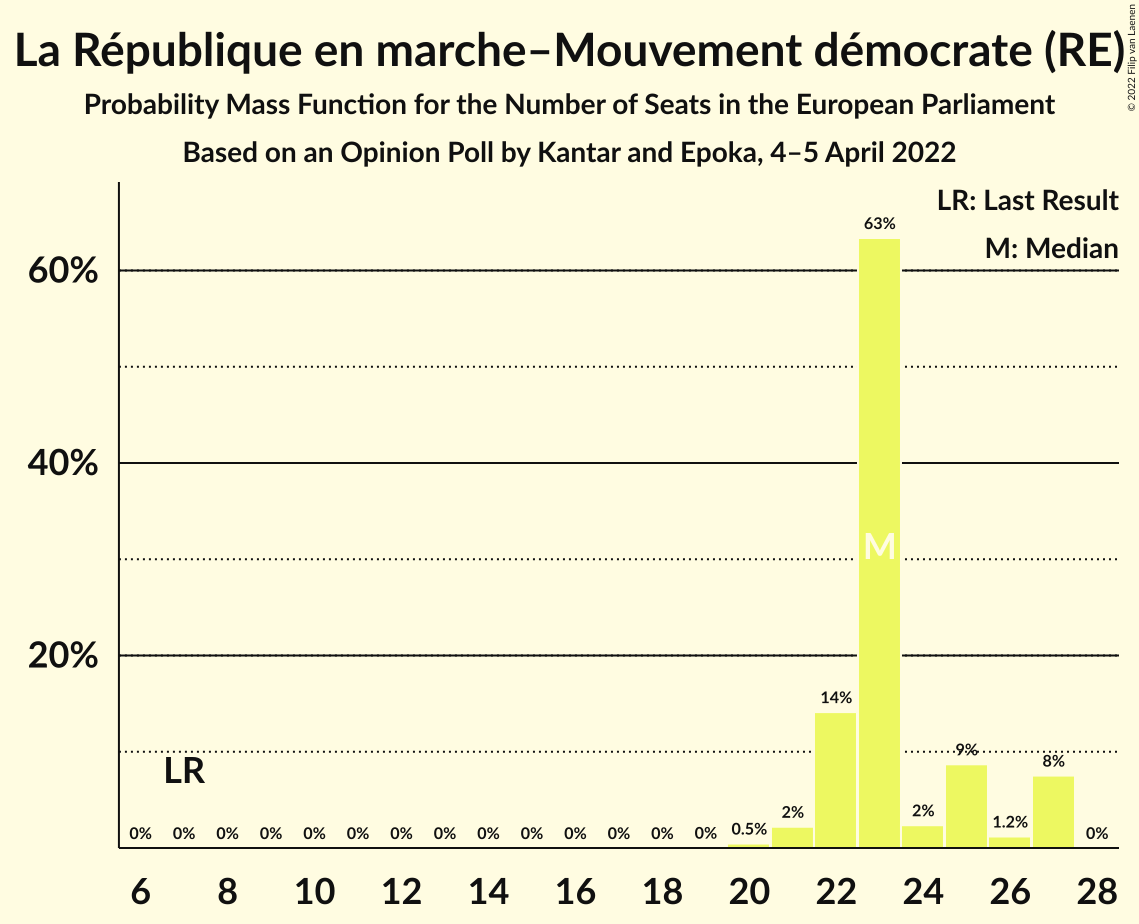 La République en marche–Mouvement démocrate (RE)
© 2022 Filip van Laenen
Probability Mass Function for the Number of Seats in the European Parliament
Based on an Opinion Poll by Kantar and Epoka, 4–5 April 2022
LR: Last Result
M: Median
63%
60%
40%
M
20%
14%
9%
8%
LR
2%
2%
1.2%
0.5%
0% 0% 0% 0% 0% 0% 0% 0% 0% 0% 0% 0% 0% 0% 0%
6 8 10 12 14 16 18 20 22 24 26 28